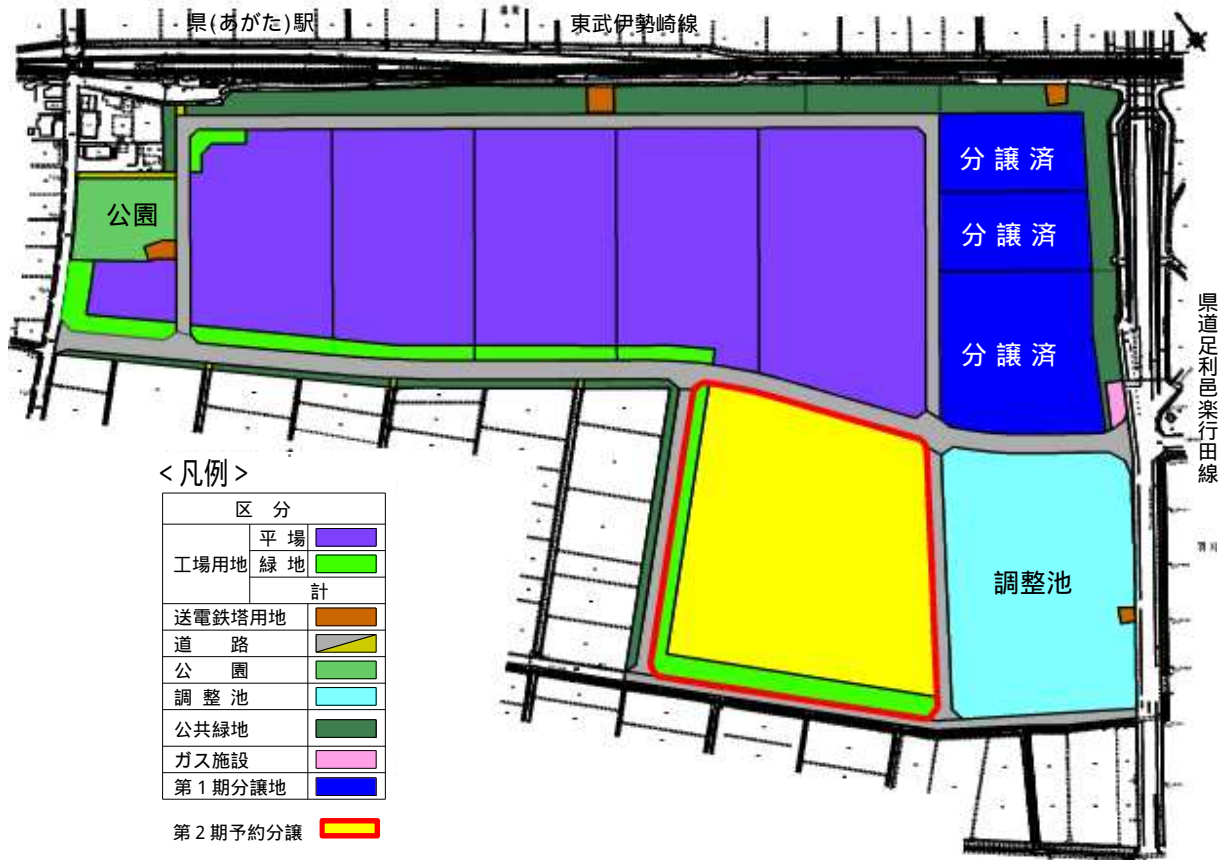 県(あがた)駅
東武伊勢崎線
分 譲 済
分 譲 済
分 譲 済
公園
県道足利邑楽行田線
調整池
<凡例>
区 分
工場用地
平 場
緑 地
計
送電鉄塔用地
道 路
公 園
調 整 池
公共緑地
ガス施設
第1期分譲地
第2期予約分譲